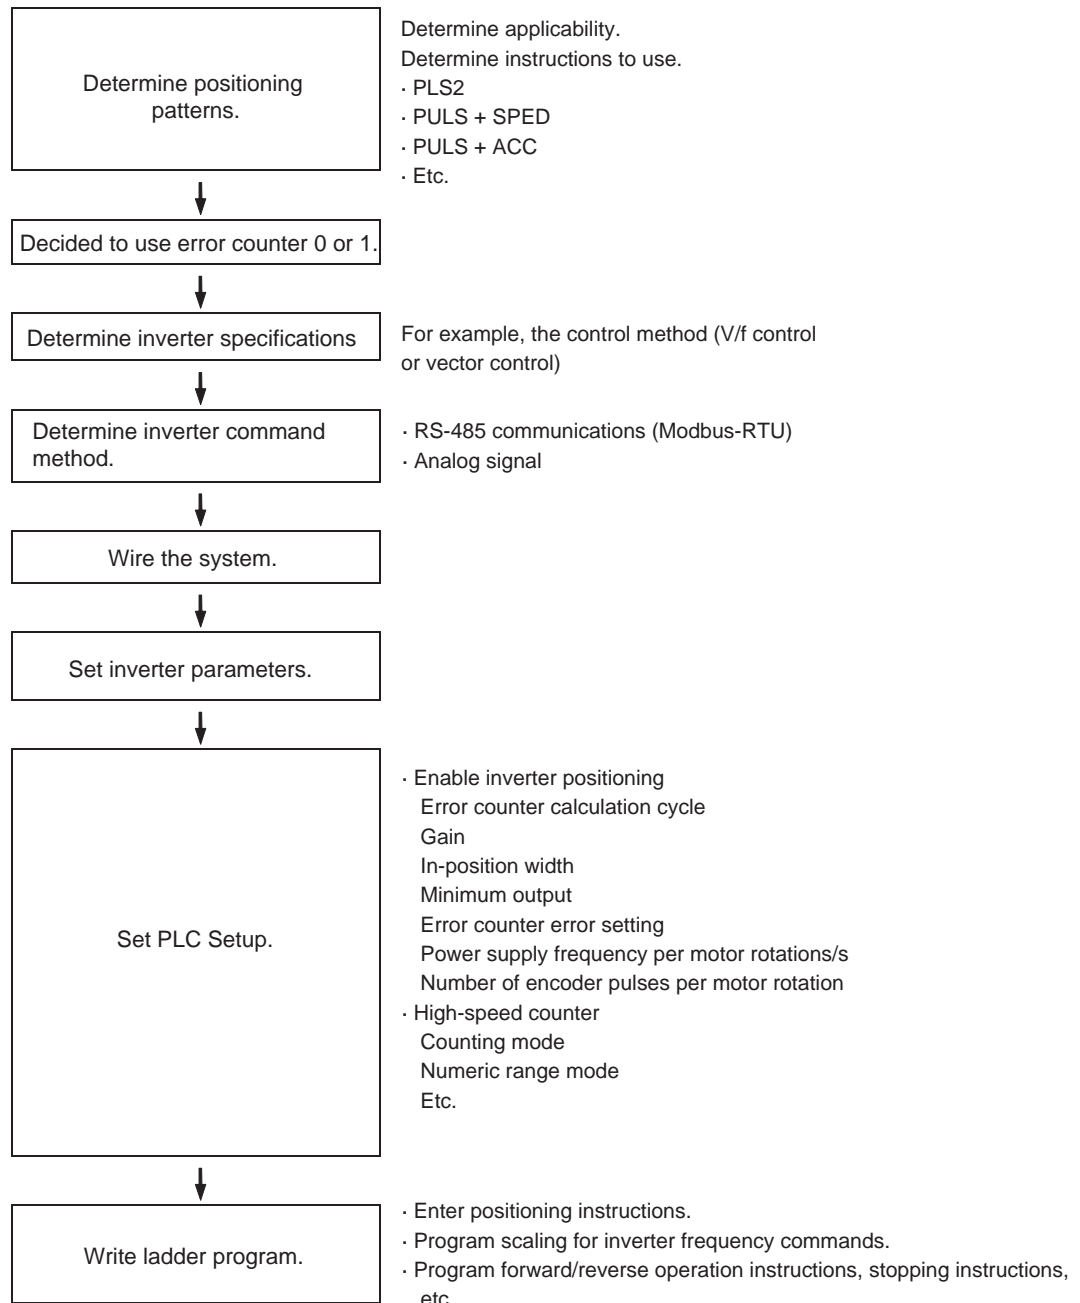 Determine positioning
patterns.
Determine applicability.
Determine instructions to use.
· PLS2
· PULS + SPED
· PULS + ACC
· Etc.
Decided to use error counter 0 or 1.
Determine inverter specifications
For example, the control method (V/f control
or vector control)
Determine inverter command
method.
· RS-485 communications (Modbus-RTU)
· Analog signal
Wire the system.
Set inverter parameters.
Set PLC Setup.
· Enable inverter positioning
Error counter calculation cycle
Gain
In-position width
Minimum output
Error counter error setting
Power supply frequency per motor rotations/s
Number of encoder pulses per motor rotation
· High-speed counter
Counting mode
Numeric range mode
Etc.
Write ladder program.
· Enter positioning instructions.
· Program scaling for inverter frequency commands.
· Program forward/reverse operation instructions, stopping instructions,
etc.